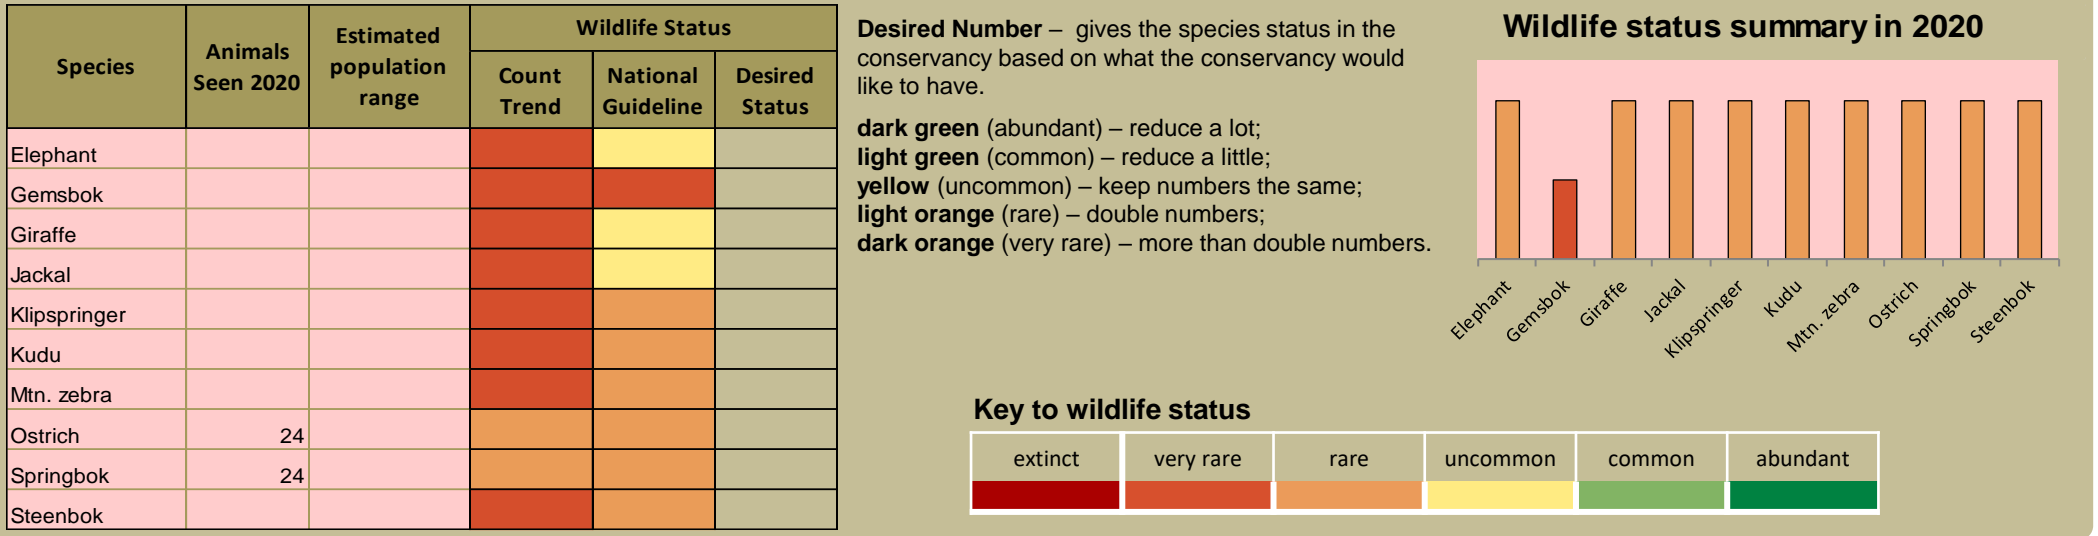 Species
Animals
Seen 2020
Estimated
population
range
Wildlife Status
Count
Trend
National
Guideline
Desired
Status
Elephant
Gemsbok
Giraffe
Jackal
Klipspringer
Kudu
Mtn. zebra
Ostrich 24
Springbok 24
Steenbok
Desired Number – gives the species status in the
conservancy based on what the conservancy would
like to have.
dark green (abundant) – reduce a lot;
light green (common) – reduce a little;
yellow (uncommon) – keep numbers the same;
light orange (rare) – double numbers;
dark orange (very rare) – more than double numbers.
Wildlife status summary in 2020
Elephant
Gemsbok
Giraffe
Jackal
Klipspringer
Kudu
Mtn. zebra
Ostrich
Springbok
Steenbok
Key to wildlife status
extinct very rare rare uncommon common abundant